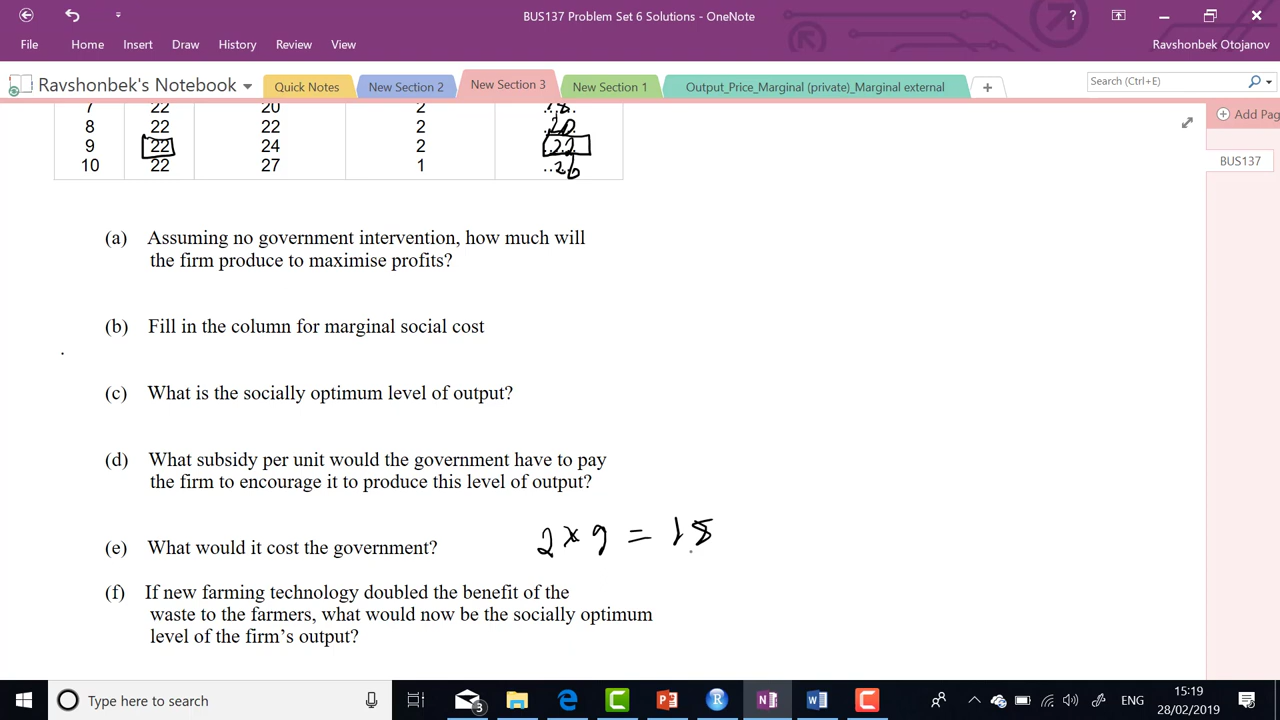 BUS137 Problem Set 6 Solutions - OneNote
?
File Home Insert Draw History Review View Ravshonbek Otojanov
Ravshonbek's Notebook Quick Notes New Section 2 New Section 3 New Section 1 Output_Price_Marginal (private)_Marginal external + Search (Ctrl+E)
Add Pag
BUS137
7 22 20 2 ..18..
8 22 22 2 ..20..
9 22 24 2 ..22..
10 22 27 1 ..26
(a) Assuming no government intervention, how much will
the firm produce to maximise profits?
(b) Fill in the column for marginal social cost
(c) What is the socially optimum level of output?
(d) What subsidy per unit would the government have to pay
the firm to encourage it to produce this level of output?
(e) What would it cost the government? 2 x 9 = 18
(f) If new farming technology doubled the benefit of the
waste to the farmers, what would now be the socially optimum
level of the firm's output?
Type here to search
3
ENG
15:19
28/02/2019